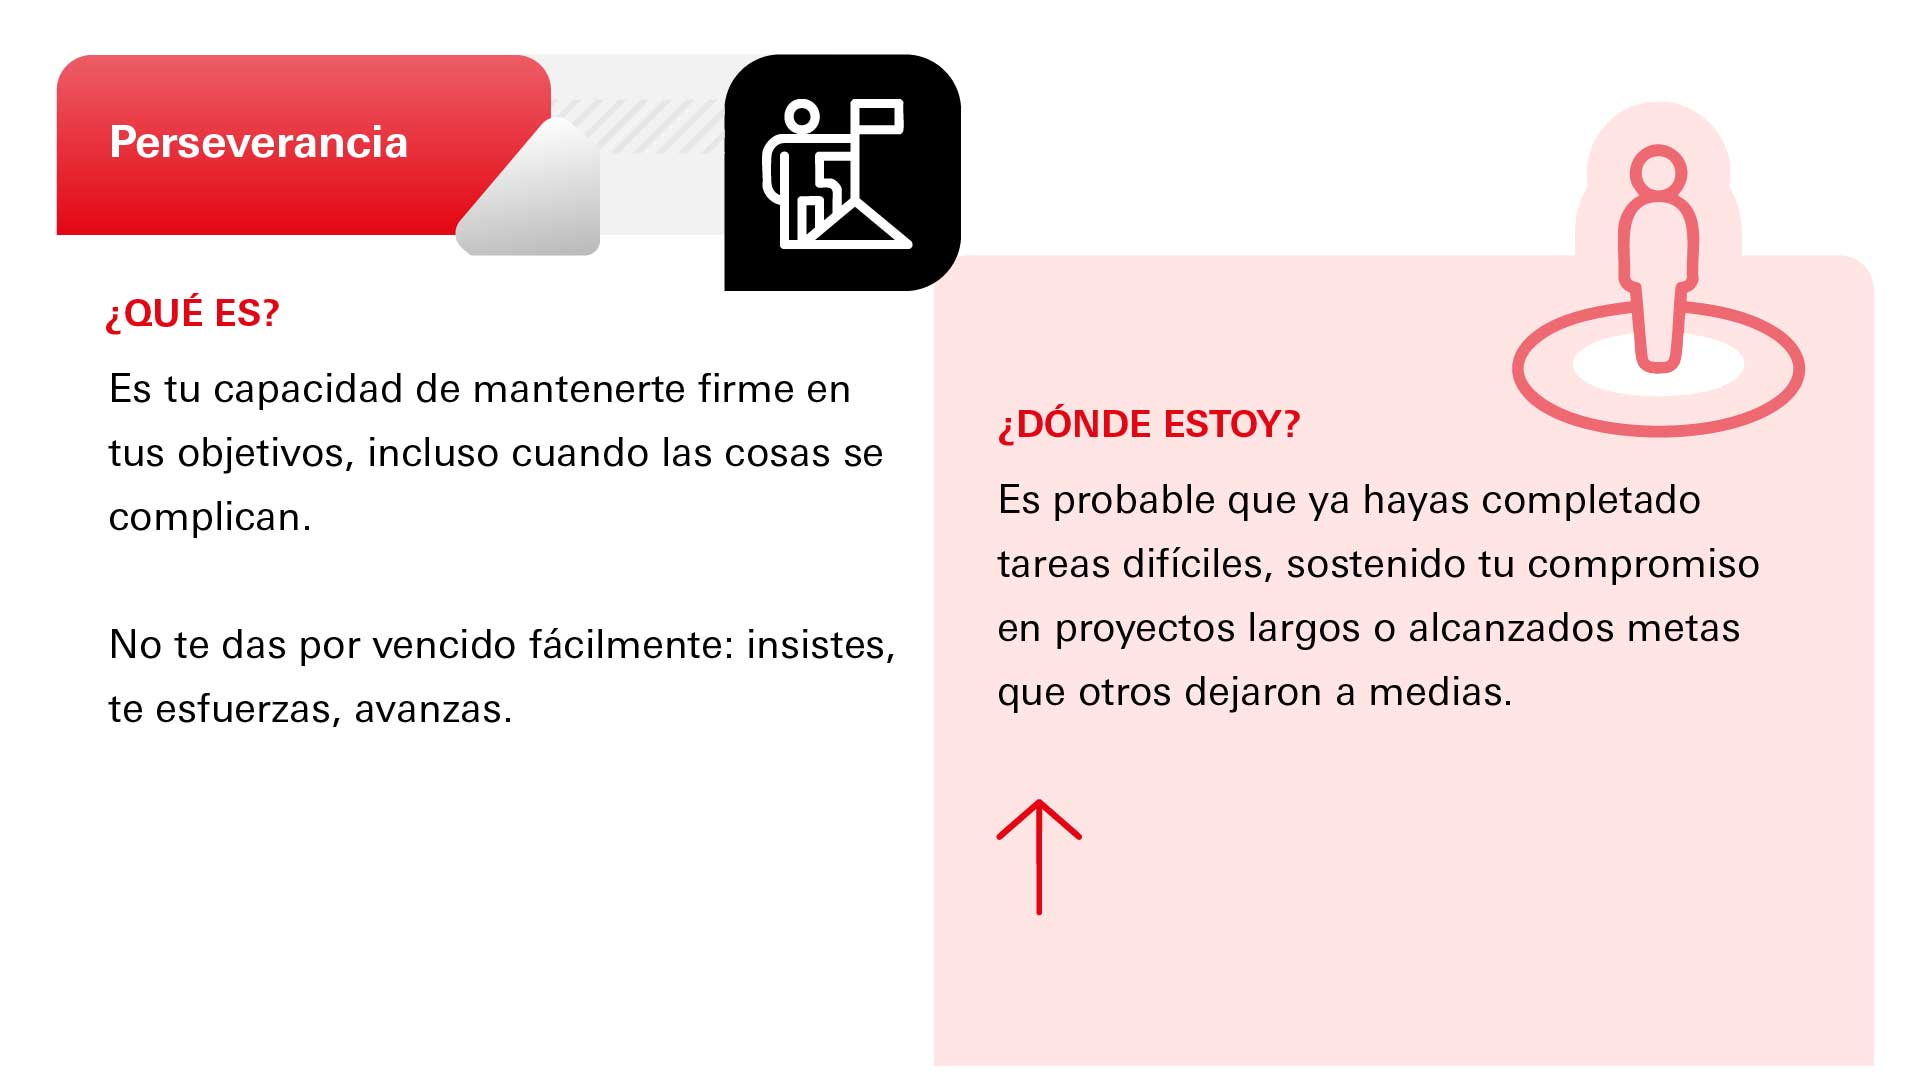 Perseverancia
¿QUÉ ES?
Es tu capacidad de mantenerte firme en
tus objetivos, incluso cuando las cosas se
complican.
No te das por vencido fácilmente: insistes,
te esfuerzas, avanzas.
¿DÓNDE ESTOY?
Es probable que ya hayas completado
tareas difíciles, sostenido tu compromiso
en proyectos largos o alcanzados metas
que otros dejaron a medias.